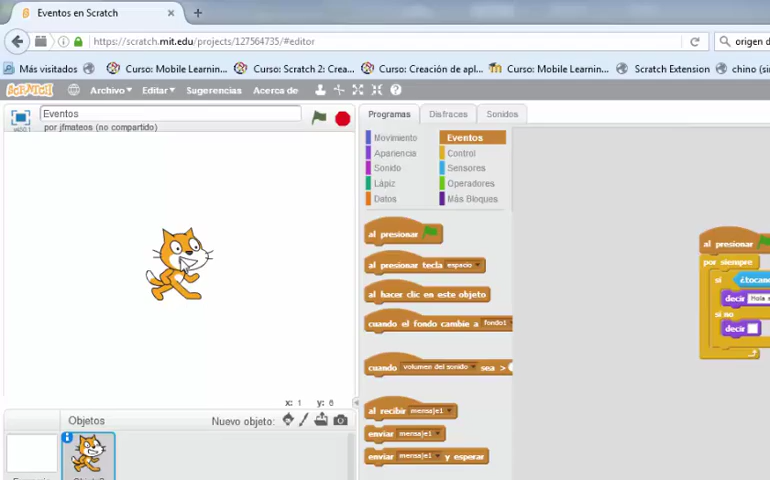 Eventos en Scratch
https://scratch.mit.edu/projects/127564735/#editor
origen d
Más visitados
Curso: Mobile Learnin...
Curso: Scratch 2: Crea...
Curso: Creación de apl...
Curso: Mobile Learnin...
Scratch Extension
chino (si
SCRATCH
Archivo
Editar
Sugerencias
Acerca de
Eventos
por jfmateos (no compartido)
Programas
Disfraces
Sonidos
Movimiento
Eventos
Apariencia
Control
Sonido
Sensores
Lápiz
Operadores
Datos
Más Bloques
al presionar
al presionar tecla espacio
al hacer clic en este objeto
cuando el fondo cambia a fondo1
cuando volumen del sonido sea >
al recibir mensaje1
enviar mensaje1
enviar mensaje1 y esperar
al presionar
por siempre
si ¿tocand
decir Hola
si no
decir
x: 1 y: 6
Objetos
Nuevo objeto: